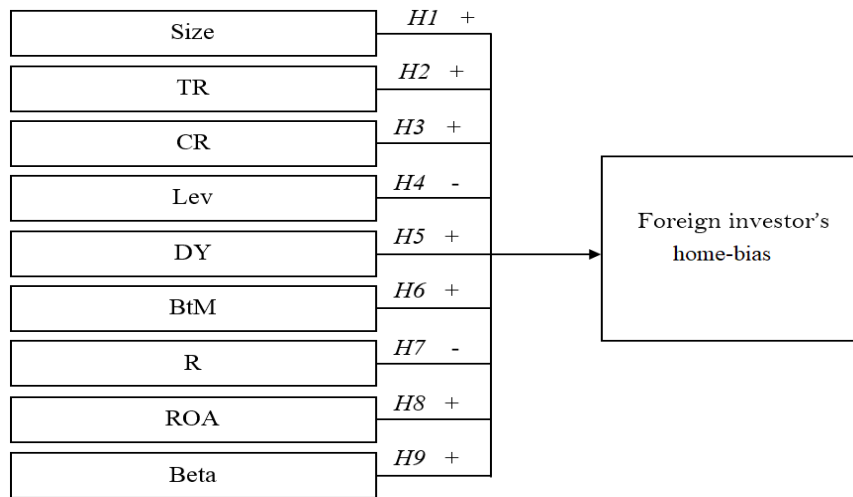 Size H1 +
TR H2 +
CR H3 +
Lev H4 -
DY H5 +
BtM H6 +
R H7 -
ROA H8 +
Beta H9 +
Foreign investor's
home-bias